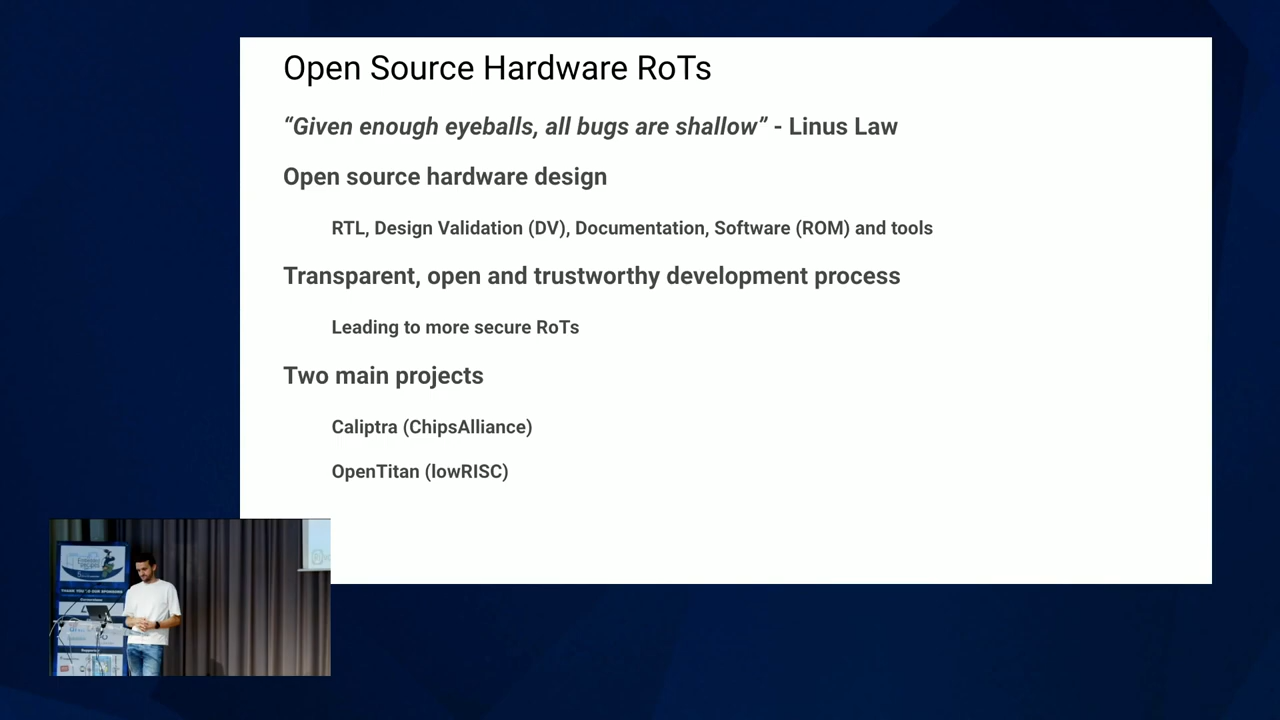 Open Source Hardware RoTs
“Given enough eyeballs, all bugs are shallow” - Linus Law
Open source hardware design
RTL, Design Validation (DV), Documentation, Software (ROM) and tools
Transparent, open and trustworthy development process
Leading to more secure RoTs
Two main projects
Caliptra (ChipsAlliance)
OpenTitan (lowRISC)